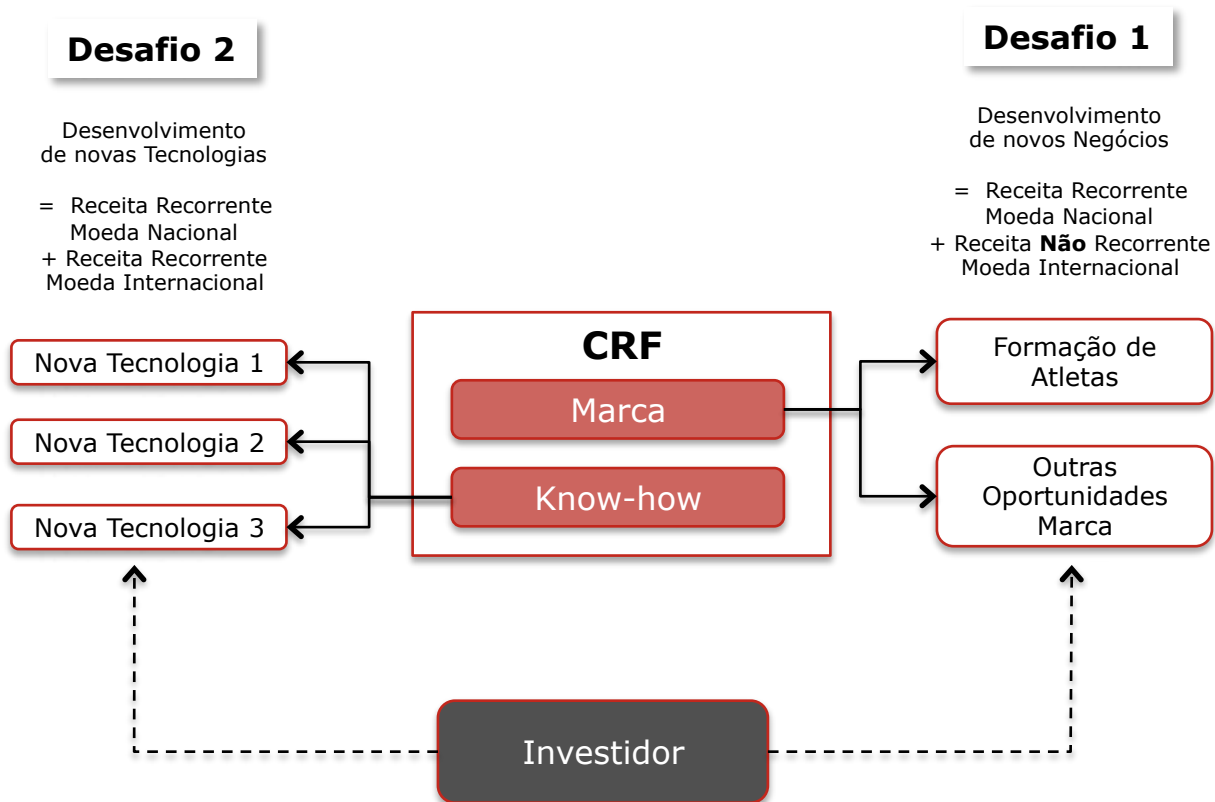 Desafio 2
Desenvolvimento
de novas Tecnologias
= Receita Recorrente
Moeda Nacional
+ Receita Recorrente
Moeda Internacional
Nova Tecnologia 1
Nova Tecnologia 2
Nova Tecnologia 3
CRF
Marca
Know-how
Desafio 1
Desenvolvimento
de novos Negócios
= Receita Recorrente
Moeda Nacional
+ Receita Não Recorrente
Moeda Internacional
Formação de
Atletas
Outras
Oportunidades
Marca
Investidor